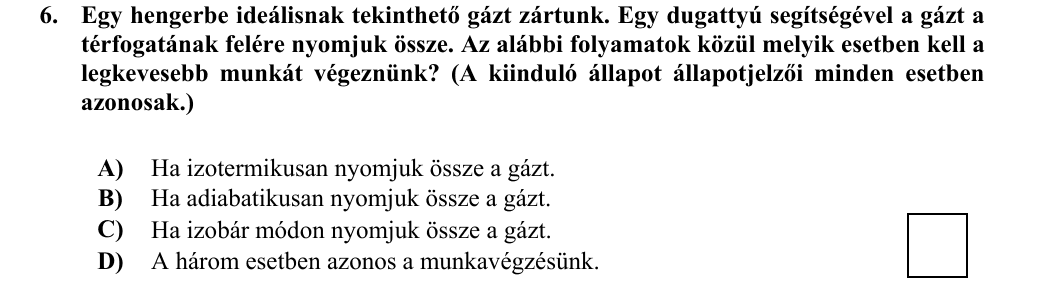 6. Egy hengerbe ideálisnak tekinthető gázt zártunk. Egy dugattyú segítségével a gázt a
térfogatának felére nyomjuk össze. Az alábbi folyamatok közül melyik esetben kell a
legkevesebb munkát végeznünk? (A kiinduló állapot állapotjelzői minden esetben
azonosak.)
A) Ha izotermikusan nyomjuk össze a gázt.
B) Ha adiabatikusan nyomjuk össze a gázt.
C) Ha izobár módon nyomjuk össze a gázt.
D) A három esetben azonos a munkavégzésünk.